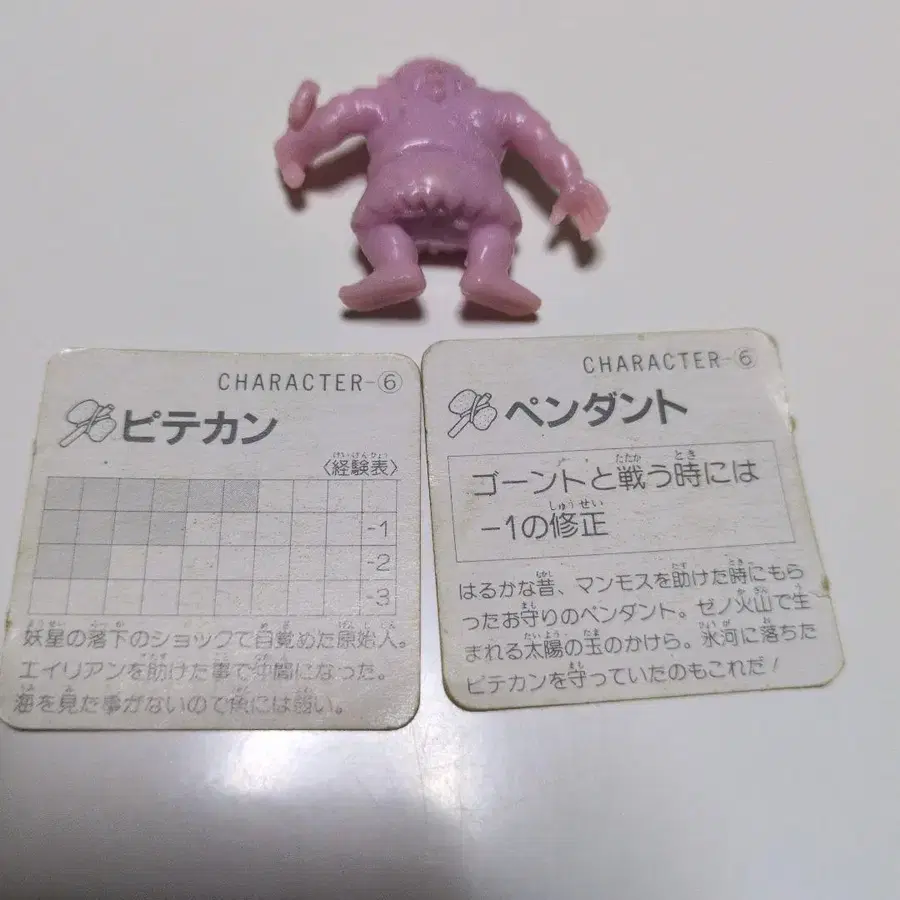 CHARACTER-⑥
ピテカン
〈経験表〉
-1
-2
-3
妖星の落下のショックで目覚めた原始人。
エイリアンを助けた事で仲間になった。
海を見た事がないので魚には弱い。
CHARACTER-⑥
ペンダント
ゴーントと戦う時には
-1の修正
はるかな昔、マンモスを助けた時にもら
ったお守りのペンダント。ゼノ火山で生
まれる太陽の玉のかけら。氷河に落ちた
ピテカンを守っていたのもこれだ!